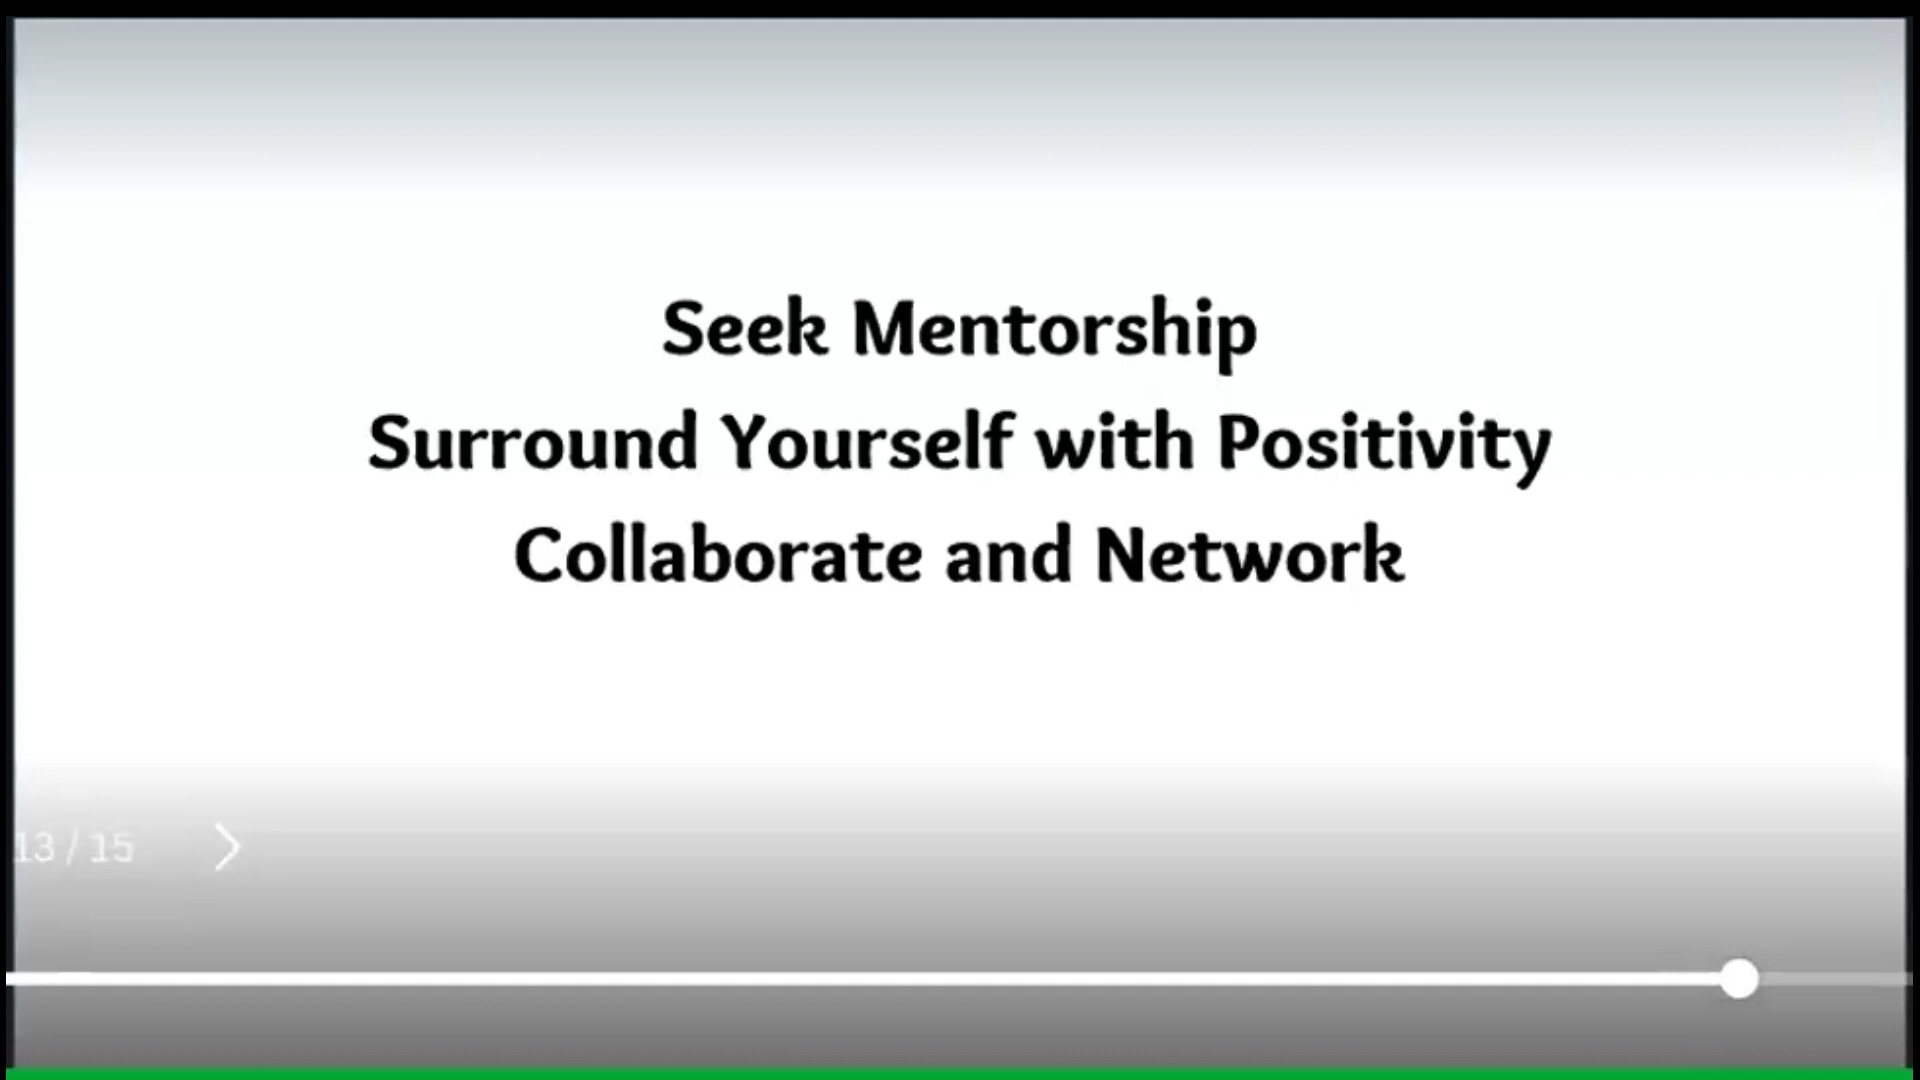 Seek Mentorship
Surround Yourself with Positivity
Collaborate and Network
13 / 15